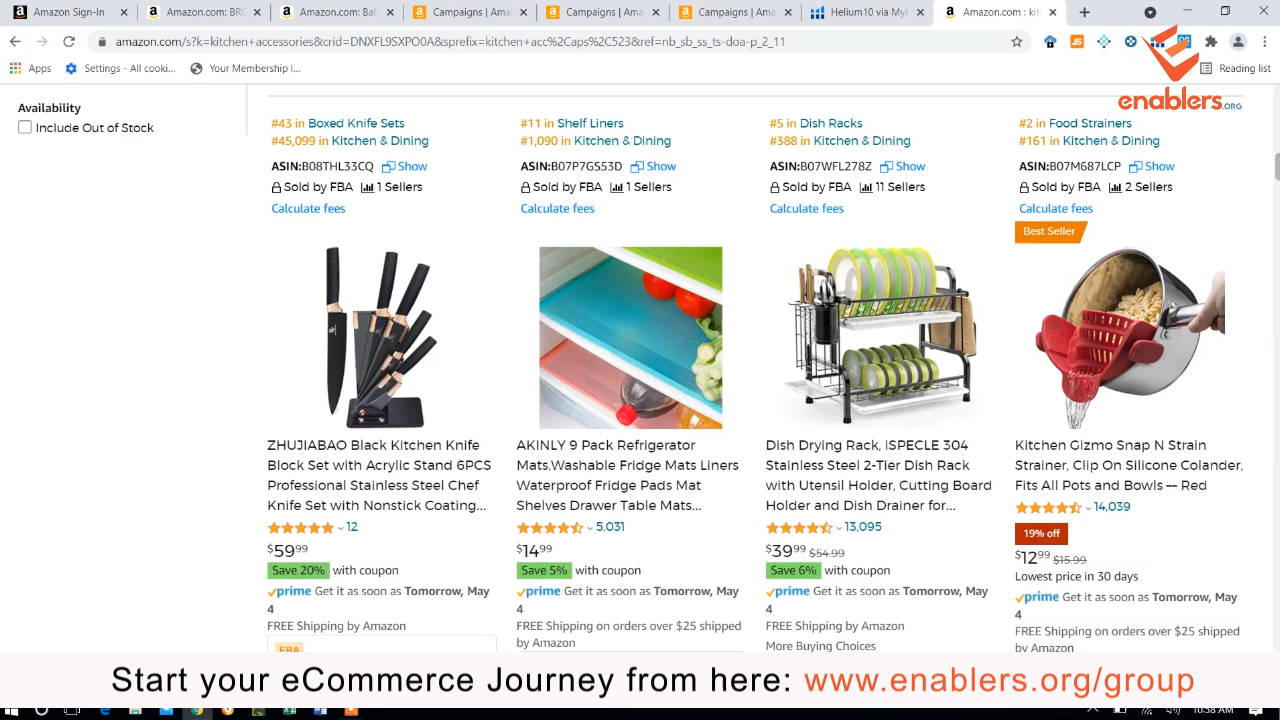 Amazon Sign-In
Amazon.com: BRO
Amazon.com: Bah
Campaigns | Ama
Campaigns | Ama
Campaigns | Ama
Helium10 via MyI
Amazon.com : kit
amazon.com/s?k=kitchen+accessories&crid=DNXFL9SXPO0A&sprefix=kitchen+acc%2Caps%2C523&ref=nb_sb_ss_ts-doa-p_2_11
Apps
Settings - All cooki...
Your Membership I...
Reading list
enablers.ORG
Availability
Include Out of Stock
#43 in Boxed Knife Sets
#45,099 in Kitchen & Dining
ASIN:B08THL33CQ Show
Sold by FBA 1 Sellers
Calculate fees
#11 in Shelf Liners
#1,090 in Kitchen & Dining
ASIN:B07P7GS53D Show
Sold by FBA 1 Sellers
Calculate fees
#5 in Dish Racks
#388 in Kitchen & Dining
ASIN:B07WFL278Z Show
Sold by FBA 11 Sellers
Calculate fees
#2 in Food Strainers
#161 in Kitchen & Dining
ASIN:B07M687LCP Show
Sold by FBA 2 Sellers
Calculate fees
Best Seller
ZHUJIABAO Black Kitchen Knife
Block Set with Acrylic Stand 6PCS
Professional Stainless Steel Chef
Knife Set with Nonstick Coating...
12
$5999
Save 20% with coupon
prime Get it as soon as Tomorrow, May
4
FREE Shipping by Amazon
FBA
AKINLY 9 Pack Refrigerator
Mats,Washable Fridge Mats Liners
Waterproof Fridge Pads Mat
Shelves Drawer Table Mats...
5,031
$1499
Save 5% with coupon
prime Get it as soon as Tomorrow, May
4
FREE Shipping on orders over $25 shipped
by Amazon
Dish Drying Rack, iSPECLE 304
Stainless Steel 2-Tier Dish Rack
with Utensil Holder, Cutting Board
Holder and Dish Drainer for...
13,095
$3999 $54.99
Save 6% with coupon
prime Get it as soon as Tomorrow, May
4
FREE Shipping by Amazon
More Buying Choices
Kitchen Gizmo Snap N Strain
Strainer, Clip On Silicone Colander,
Fits All Pots and Bowls -– Red
14,039
19% off
$1299 $15.99
Lowest price in 30 days
prime Get it as soon as Tomorrow, May
4
FREE Shipping on orders over $25 shipped
by Amazon
Start your eCommerce Journey from here: www.enablers.org/group
10:38 AM